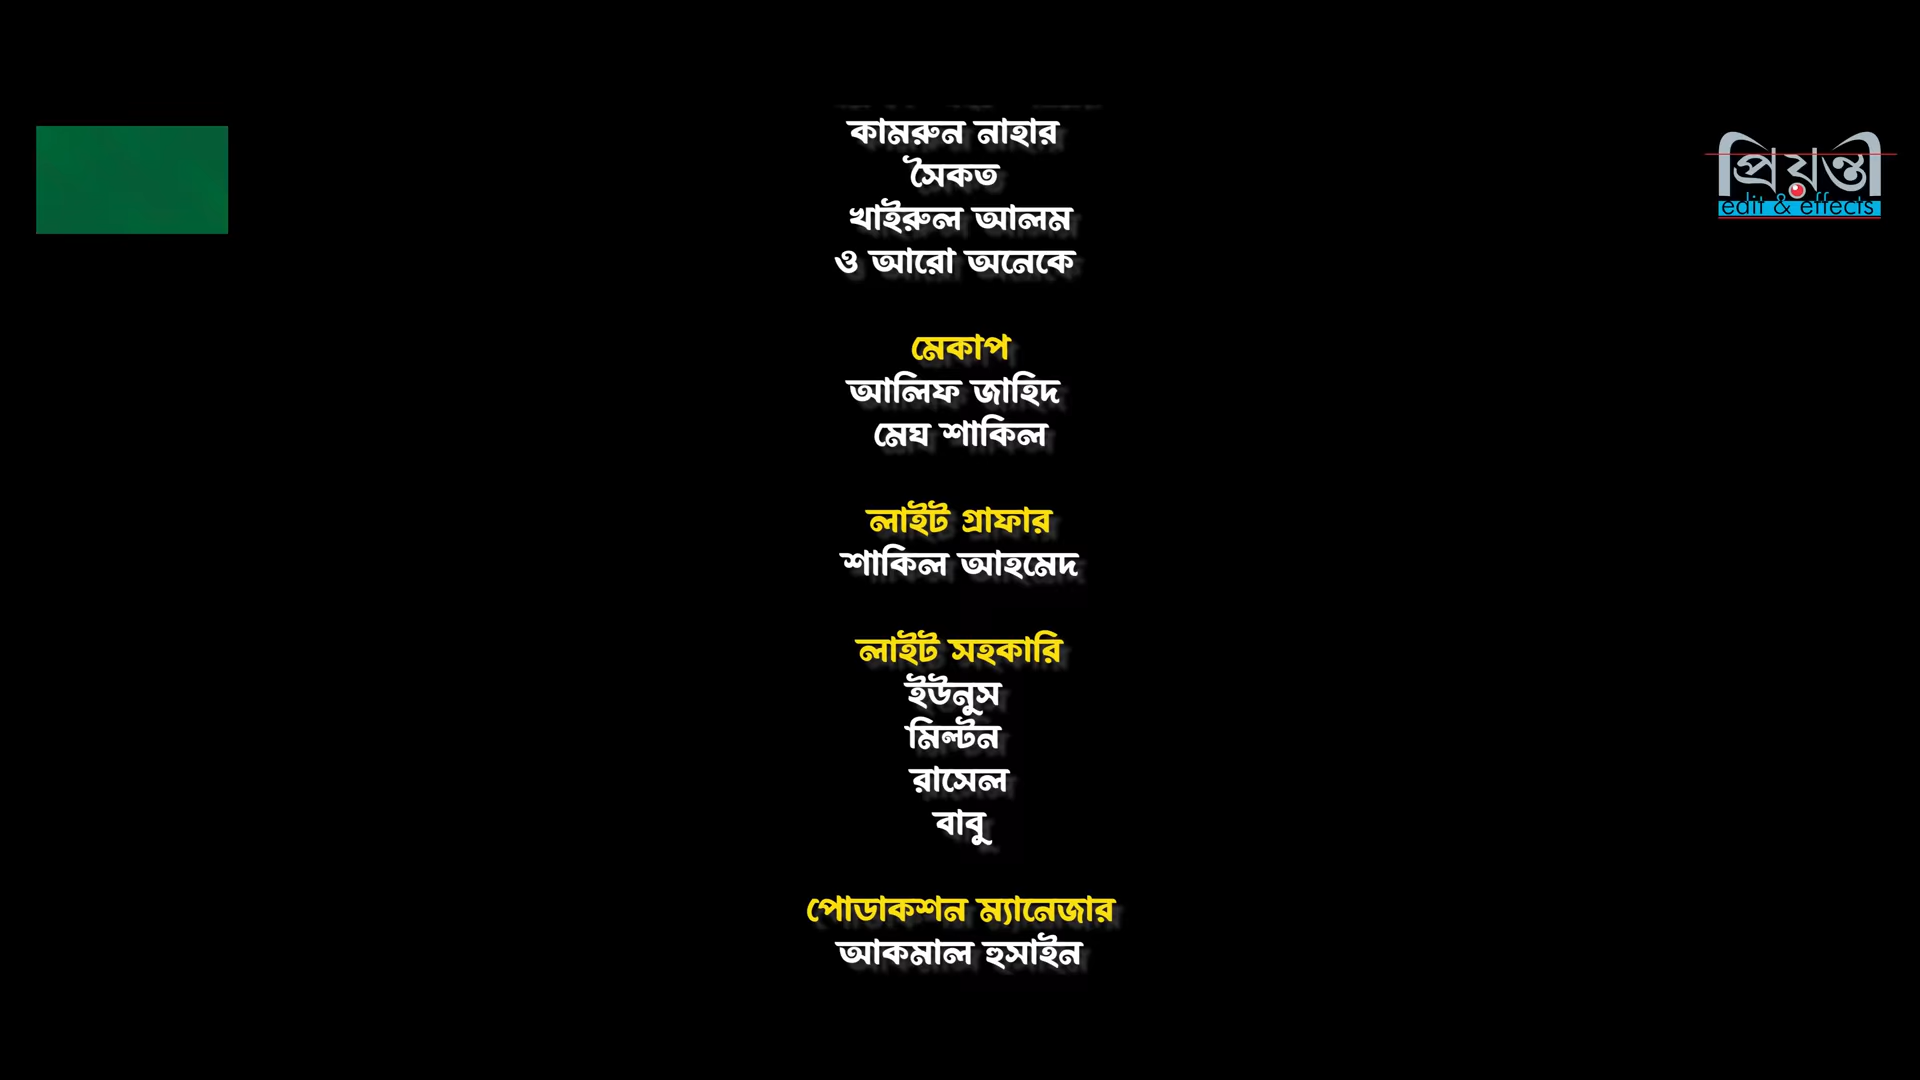 কামরুন নাহার
সৈকত
খাইরুল আলম
ও আরো অনেকে
মেকাপ
আলিফ জাহিদ
মেঘ শাকিল
লাইট গ্রাফার
শাকিল আহমেদ
লাইট সহকারি
ইউনুস
মিল্টন
রাসেল
বাবু
পোডাকশন ম্যানেজার
আকমাল হুসাইন
প্রিয়ন্তী
edit & effects